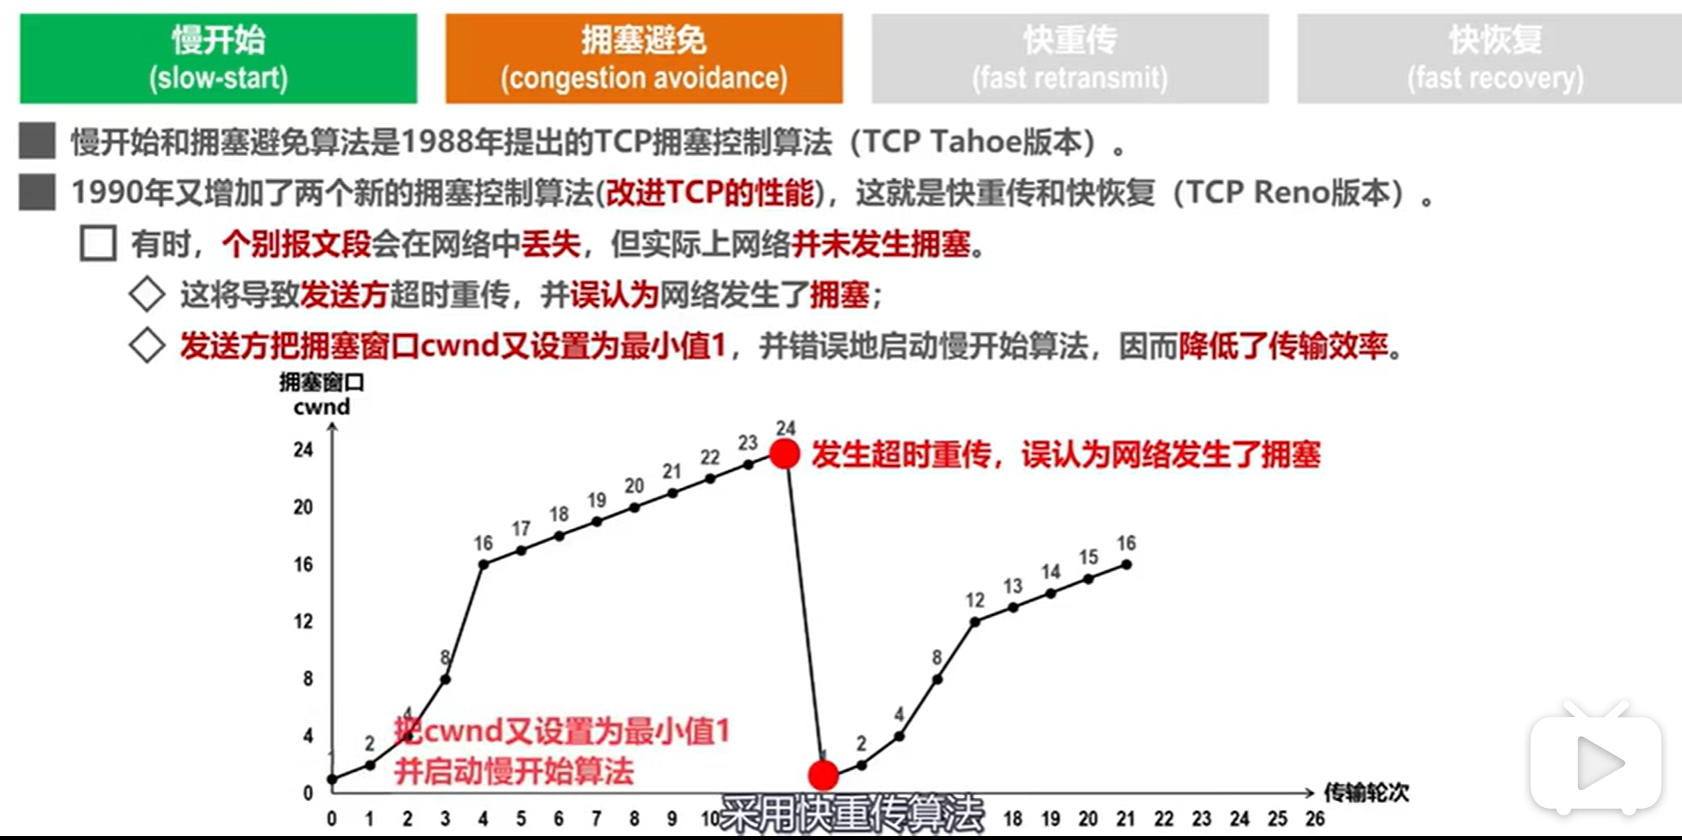 慢开始
(slow-start)
拥塞避免
(congestion avoidance)
快重传
(fast retransmit)
快恢复
(fast recovery)
慢开始和拥塞避免算法是1988年提出的TCP拥塞控制算法（TCP Tahoe版本）。
1990年又增加了两个新的拥塞控制算法(改进TCP的性能)，这就是快重传和快恢复（TCP Reno版本）。
有时，个别报文段会在网络中丢失，但实际上网络并未发生拥塞。
这将导致发送方超时重传，并误认为网络发生了拥塞；
发送方把拥塞窗口cwnd又设置为最小值1，并错误地启动慢开始算法，因而降低了传输效率。
拥塞窗口
cwnd
24
20
16
12
8
4
0
2
4
8
16
17
18
19
20
21
22
23
24
发生超时重传，误认为网络发生了拥塞
把cwnd又设置为最小值1
并启动慢开始算法
2
4
8
12
13
14
15
16
传输轮次
0 1 2 3 4 5 6 7 8 9 10 18 19 20 21 22 23 24 25 26
采用快重传算法